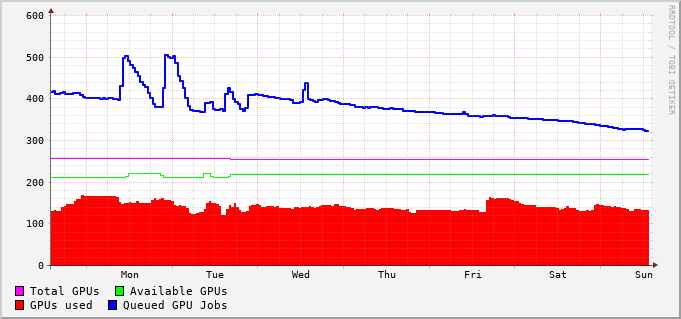 RRDTOOL / TOBI OETIKER
600
500
400
300
200
100
0
Mon Tue Wed Thu Fri Sat Sun
Total GPUs Available GPUs
GPUs used Queued GPU Jobs